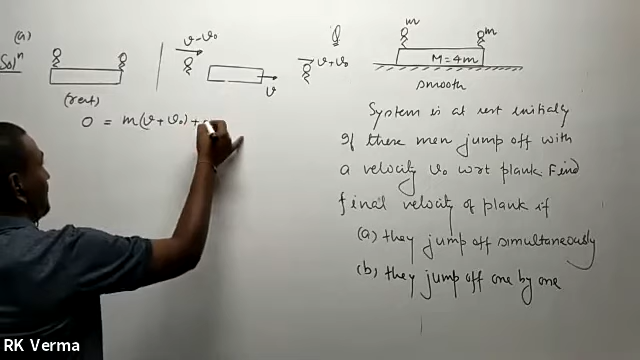 (a)
Solⁿ
(rest)
v-v₀
v
v+v₀
0 = m(v+v₀)+
Q
m
m
M=4m
smooth
System is at rest initially
If these men jump off with
a velocity v₀ wrt plank. Find
final velocity of plank if
(a) they jump off simultaneously
(b) they jump off one by one
RK Verma